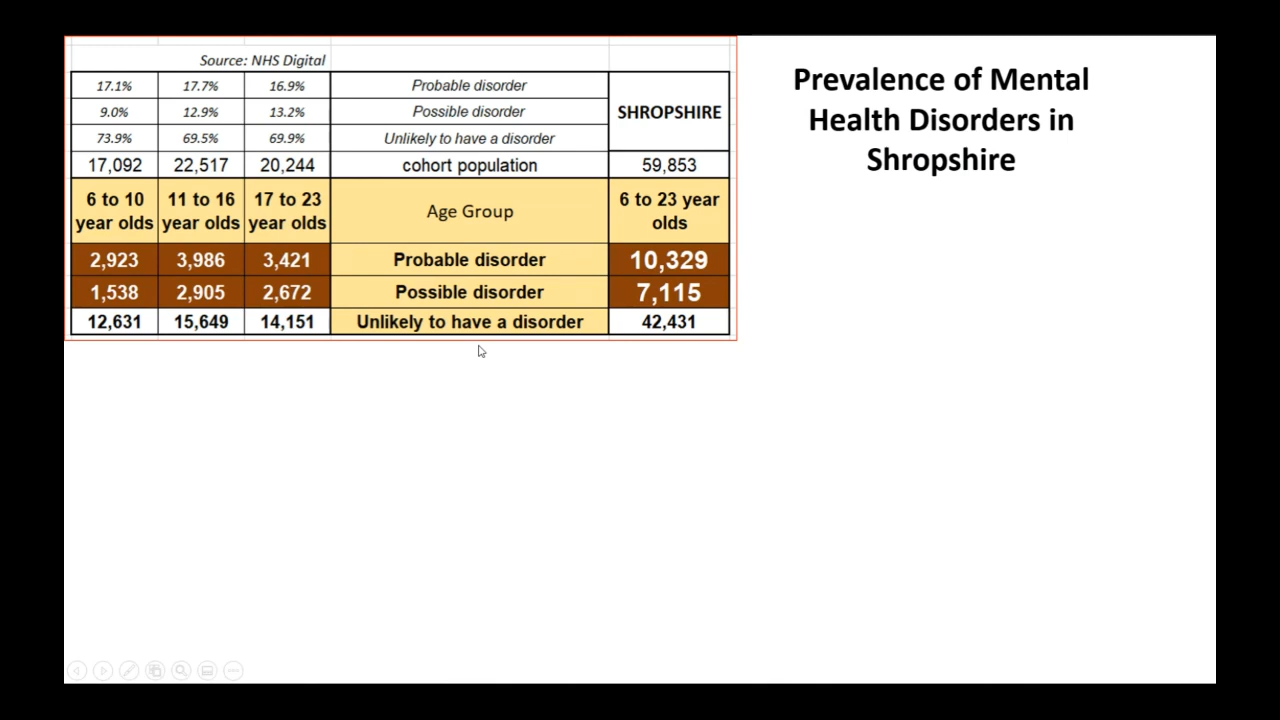 Source: NHS Digital
17.1% 17.7% 16.9% Probable disorder
9.0% 12.9% 13.2% Possible disorder SHROPSHIRE
73.9% 69.5% 69.9% Unlikely to have a disorder
17,092 22,517 20,244 cohort population 59,853
6 to 10 11 to 16 17 to 23 Age Group 6 to 23 year
year olds year olds year olds olds
2,923 3,986 3,421 Probable disorder 10,329
1,538 2,905 2,672 Possible disorder 7,115
12,631 15,649 14,151 Unlikely to have a disorder 42,431
Prevalence of Mental
Health Disorders in
Shropshire